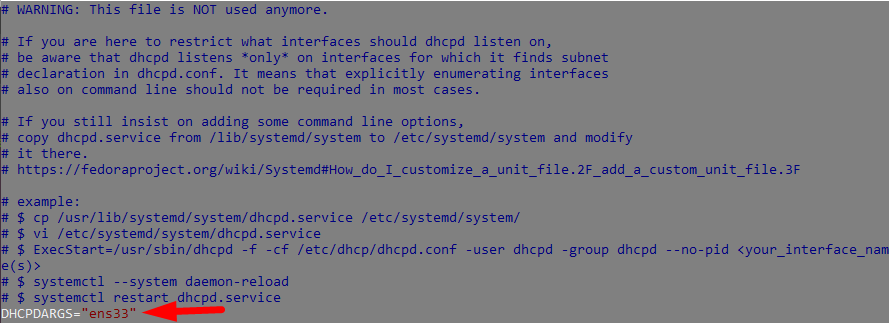 # WARNING: This file is NOT used anymore.
# If you are here to restrict what interfaces should dhcpd listen on,
# be aware that dhcpd listens *only* on interfaces for which it finds subnet
# declaration in dhcpd.conf. It means that explicitly enumerating interfaces
# also on command line should not be required in most cases.
# If you still insist on adding some command line options,
# copy dhcpd.service from /lib/systemd/system to /etc/systemd/system and modify
# it there.
# https://fedoraproject.org/wiki/Systemd#How_do_I_customize_a_unit_file.2F_add_a_custom_unit_file.3F
# example:
# $ cp /usr/lib/systemd/system/dhcpd.service /etc/systemd/system/
# $ vi /etc/systemd/system/dhcpd.service
# $ ExecStart=/usr/sbin/dhcpd -f -cf /etc/dhcp/dhcpd.conf -user dhcpd -group dhcpd --no-pid <your_interface_nam
e(s)>
# $ systemctl --system daemon-reload
# $ systemctl restart dhcpd.service
DHCPDARGS="ens33"